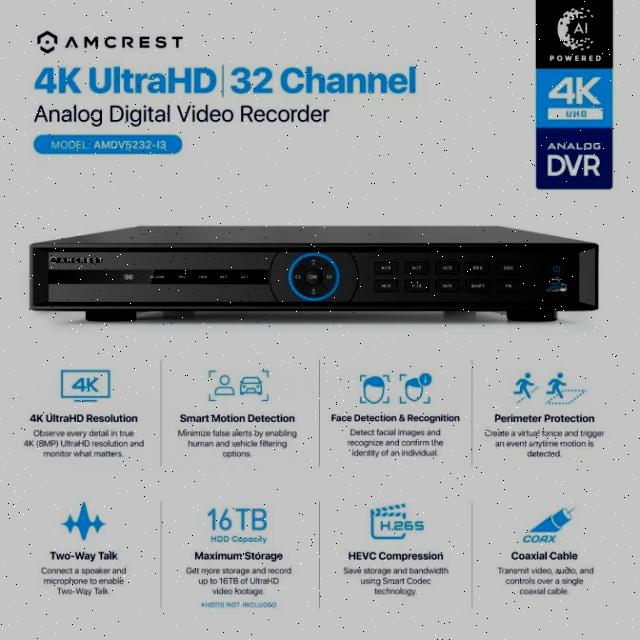 AMCREST
4K UltraHD | 32 Channel
Analog Digital Video Recorder
MODEL: AMDV5232-I3
AI
POWERED
4K
UHD
ANALOG
DVR
AMCREST
OK
SHIFT
FN
4K
4K UltraHD Resolution
Observe every detail in true
4K (8MP) UltraHD resolution and
monitor what matters.
Smart Motion Detection
Minimize false alerts by enabling
human and vehicle filtering
options.
Face Detection & Recognition
Detect facial images and
recognize and confirm the
identity of an individual.
Perimeter Protection
Create a virtual fence and trigger
an event anytime motion is
detected.
Two-Way Talk
Connect a speaker and
microphone to enable
Two-Way Talk.
16TB
HDD Capacity
Maximum Storage
Get more storage and record
up to 16TB of UltraHD
video footage.
*HDDS NOT INCLUDED
H.265
HEVC Compression
Save storage and bandwidth
using Smart Codec
technology.
COAX
Coaxial Cable
Transmit video, audio, and
controls over a single
coaxial cable.